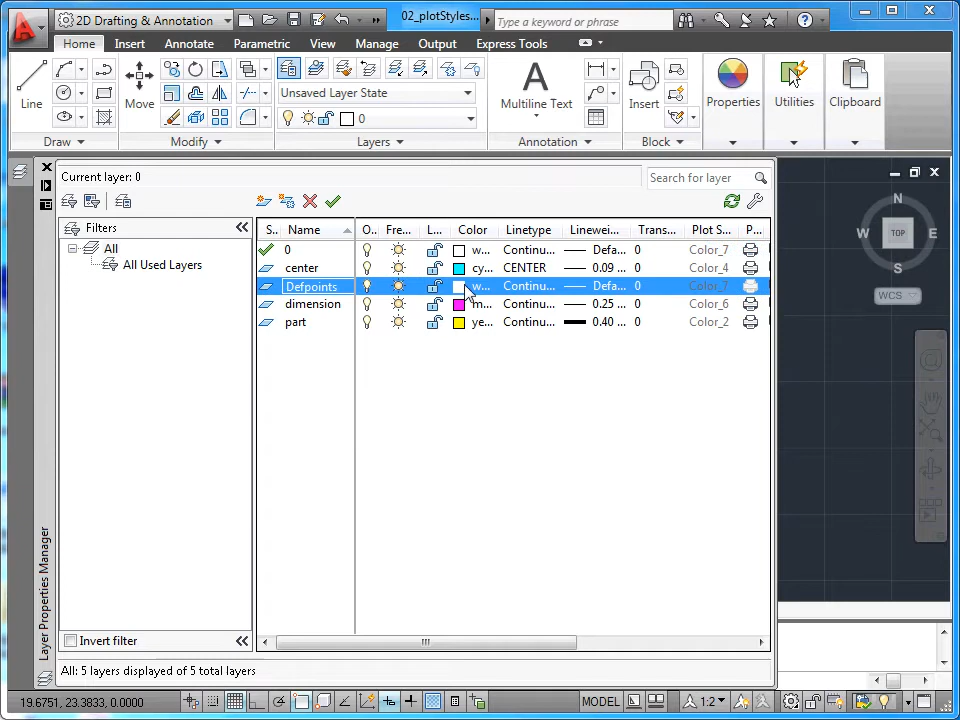 2D Drafting & Annotation
02_plotStyles...
Type a keyword or phrase
Home Insert Annotate Parametric View Manage Output Express Tools
Unsaved Layer State
Line Move 0 Multiline Text Insert Properties Utilities Clipboard
Draw Modify Layers Annotation Block
Current layer: 0
Search for layer
Filters
All
All Used Layers
S.. Name O.. Fre... L... Color Linetype Linewei... Trans... Plot S... P...
0 w... Continu... Defa... 0 Color_7
center cy... CENTER 0.09 ... 0 Color_4
Defpoints w... Continu... Defa... 0 Color_7
dimension m... Continu... 0.25 ... 0 Color_6
part ye... Continu... 0.40 ... 0 Color_2
N
W TOP E
S
WCS
Layer Properties Manager
Invert filter
All: 5 layers displayed of 5 total layers
19.6751, 23.3833, 0.0000
MODEL
1:2